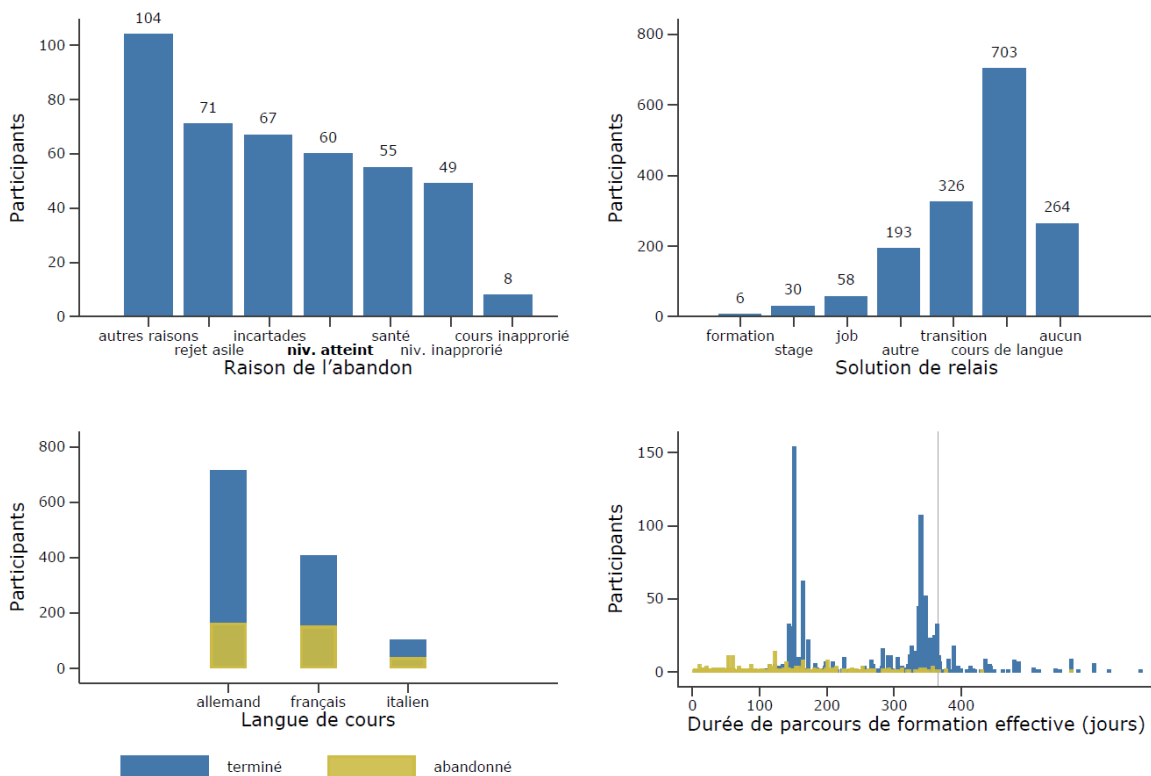 104
71
67
60
55
49
8
100
80
60
40
20
0
Participants
autres raisons
incartades
santé
cours inapproprié
rejet asile
niv. atteint
niv. inapprorié
Raison de l’abandon
703
326
264
193
58
30
6
800
600
400
200
0
Participants
formation
job
transition
aucun
stage
autre
cours de langue
Solution de relais
800
600
400
200
0
Participants
allemand
français
italien
Langue de cours
terminé
abandonné
150
100
50
0
Participants
0
100
200
300
400
Durée de parcours de formation effective (jours)